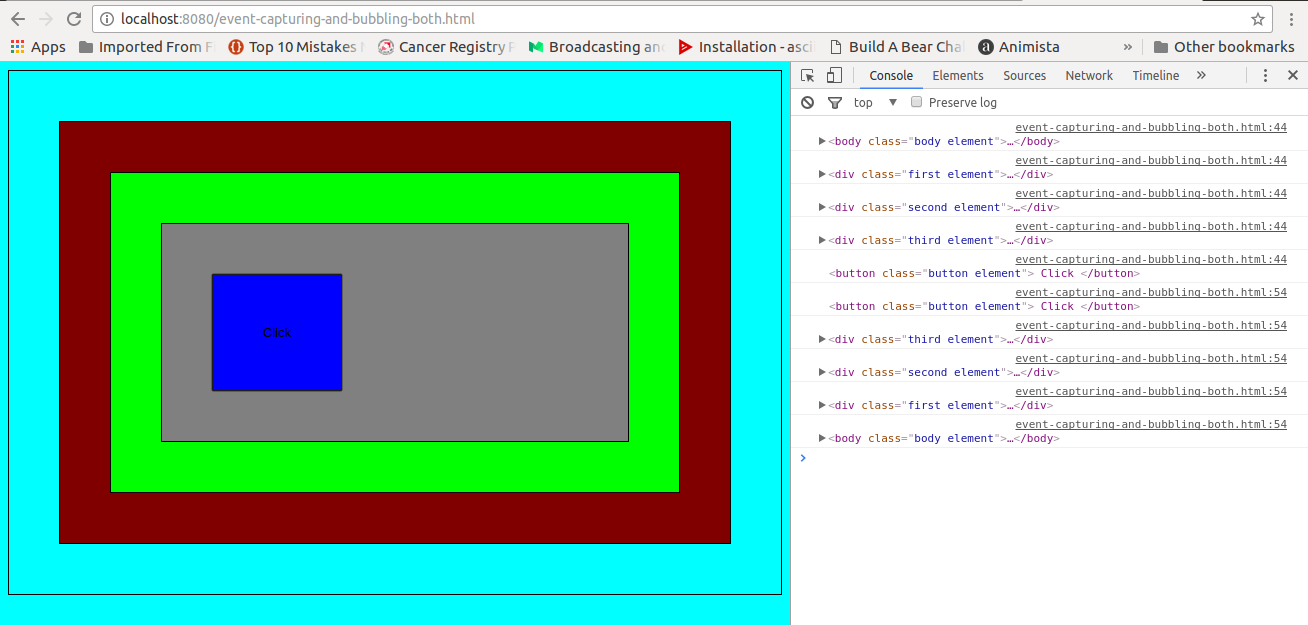 localhost:8080/event-capturing-and-bubbling-both.html
Apps Imported From F Top 10 Mistakes Cancer Registry Broadcasting an Installation - asci Build A Bear Cha Animista » Other bookmarks
Click
Console Elements Sources Network Timeline »
top Preserve log
event-capturing-and-bubbling-both.html:44
<body class="body element">…</body>
event-capturing-and-bubbling-both.html:44
<div class="first element">…</div>
event-capturing-and-bubbling-both.html:44
<div class="second element">…</div>
event-capturing-and-bubbling-both.html:44
<div class="third element">…</div>
event-capturing-and-bubbling-both.html:44
<button class="button element"> Click </button>
event-capturing-and-bubbling-both.html:54
<button class="button element"> Click </button>
event-capturing-and-bubbling-both.html:54
<div class="third element">…</div>
event-capturing-and-bubbling-both.html:54
<div class="second element">…</div>
event-capturing-and-bubbling-both.html:54
<div class="first element">…</div>
event-capturing-and-bubbling-both.html:54
<body class="body element">…</body>